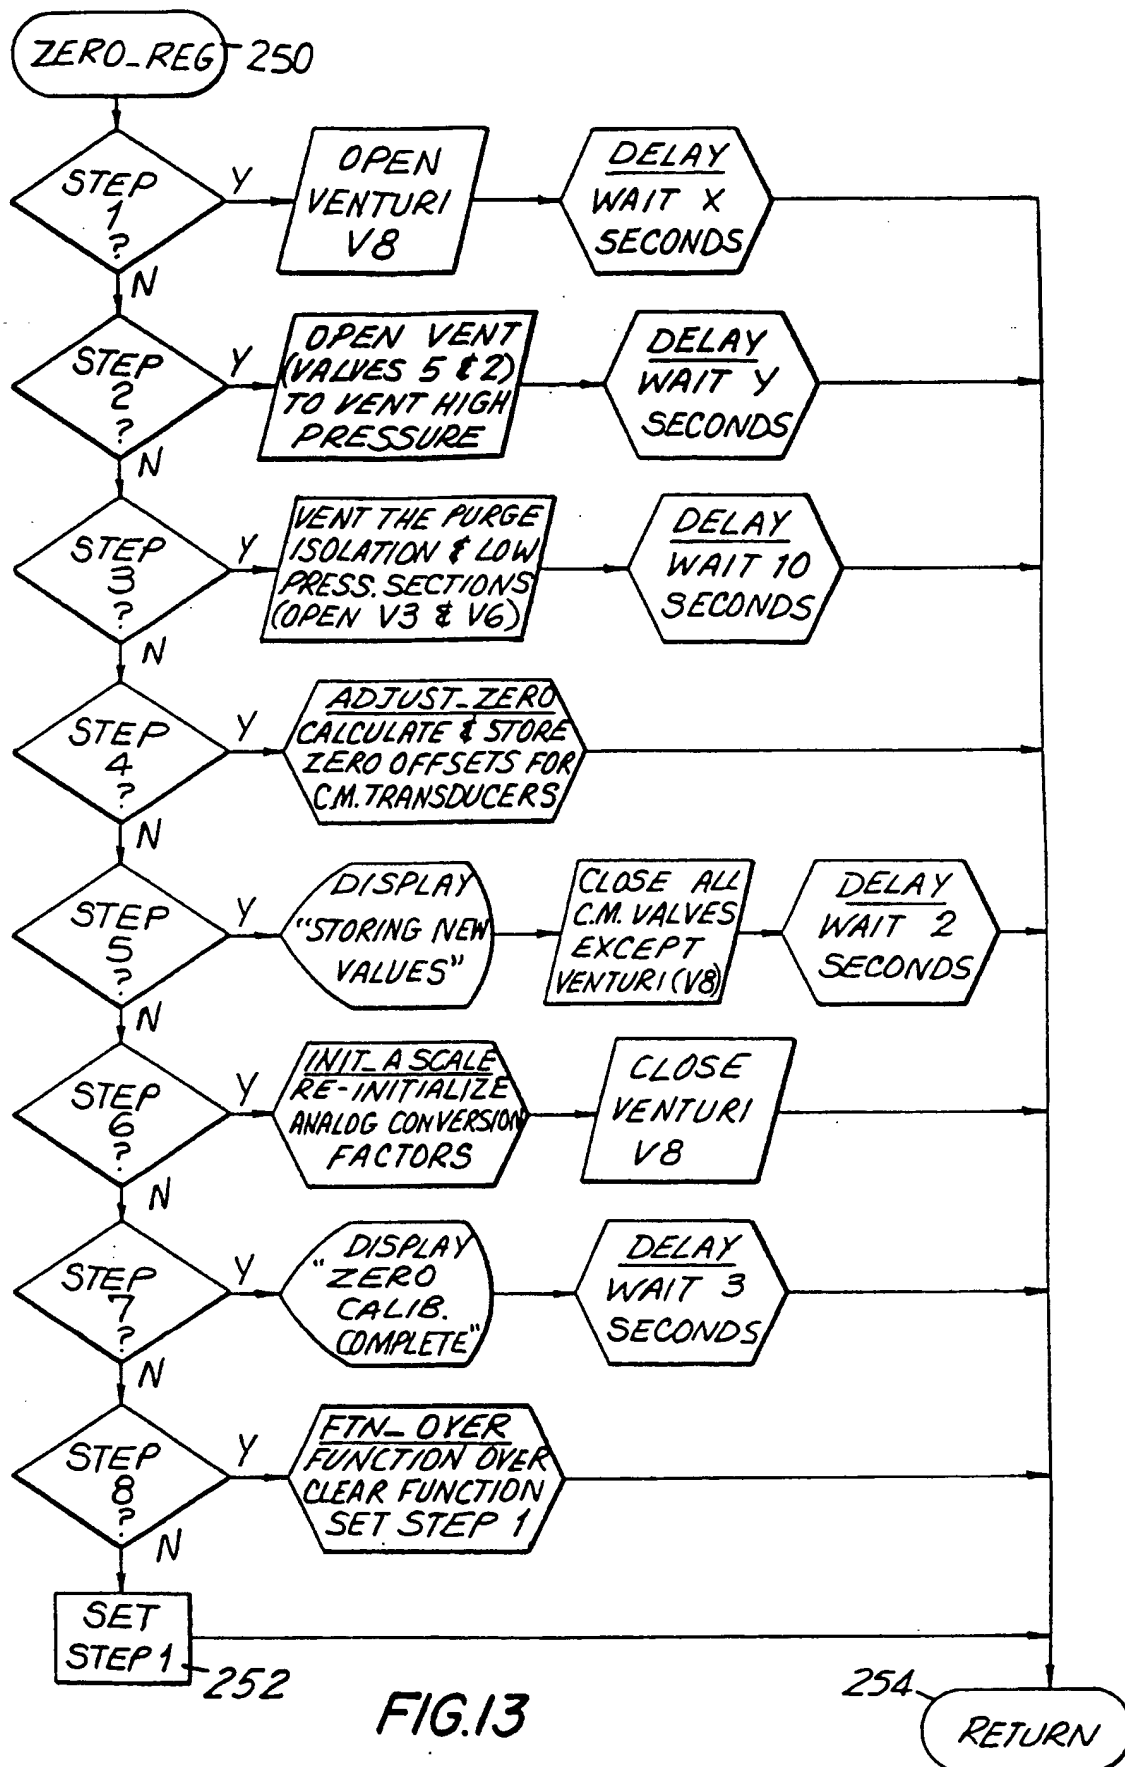 ZERO_REG 250
STEP
1
?
Y
N
OPEN
VENTURI
V8
DELAY
WAIT X
SECONDS
STEP
2
?
Y
N
OPEN VENT
(VALVES 5 & 2)
TO VENT HIGH
PRESSURE
DELAY
WAIT Y
SECONDS
STEP
3
?
Y
N
VENT THE PURGE
ISOLATION & LOW
PRESS. SECTIONS
(OPEN V3 & V6)
DELAY
WAIT 10
SECONDS
STEP
4
?
Y
N
ADJUST_ZERO
CALCULATE & STORE
ZERO OFFSETS FOR
C.M. TRANSDUCERS
STEP
5
?
Y
N
DISPLAY
"STORING NEW
VALUES"
CLOSE ALL
C.M. VALVES
EXCEPT
VENTURI (V8)
DELAY
WAIT 2
SECONDS
STEP
6
?
Y
N
INIT_A SCALE
RE-INITIALIZE
ANALOG CONVERSION
FACTORS
CLOSE
VENTURI
V8
STEP
7
?
Y
N
DISPLAY
"ZERO
CALIB.
COMPLETE"
DELAY
WAIT 3
SECONDS
STEP
8
?
Y
N
FTN_OVER
FUNCTION OVER
CLEAR FUNCTION
SET STEP 1
SET
STEP 1
252
254
RETURN
FIG.13